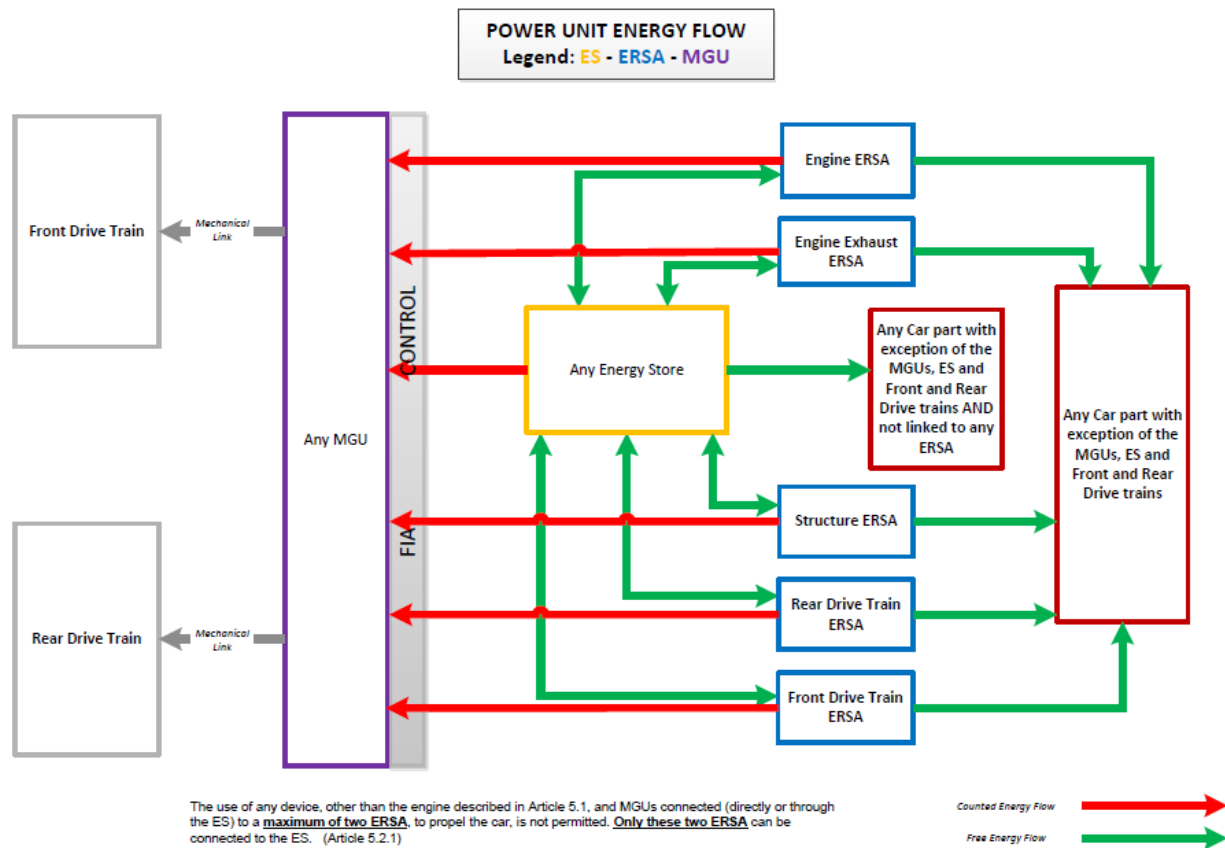 POWER UNIT ENERGY FLOW
Legend: ES - ERSA - MGU
Front Drive Train
Mechanical
Link
Rear Drive Train
Mechanical
Link
Any MGU
FIA CONTROL
Engine ERSA
Engine Exhaust
ERSA
Any Energy Store
Any Car part with
exception of the
MGUs, ES and
Front and Rear
Drive trains AND
not linked to any
ERSA
Any Car part with
exception of the
MGUs, ES and
Front and Rear
Drive trains
Structure ERSA
Rear Drive Train
ERSA
Front Drive Train
ERSA
The use of any device, other than the engine described in Article 5.1, and MGUs connected (directly or through
the ES) to a maximum of two ERSA, to propel the car, is not permitted. Only these two ERSA can be
connected to the ES. (Article 5.2.1)
Counted Energy Flow
Free Energy Flow